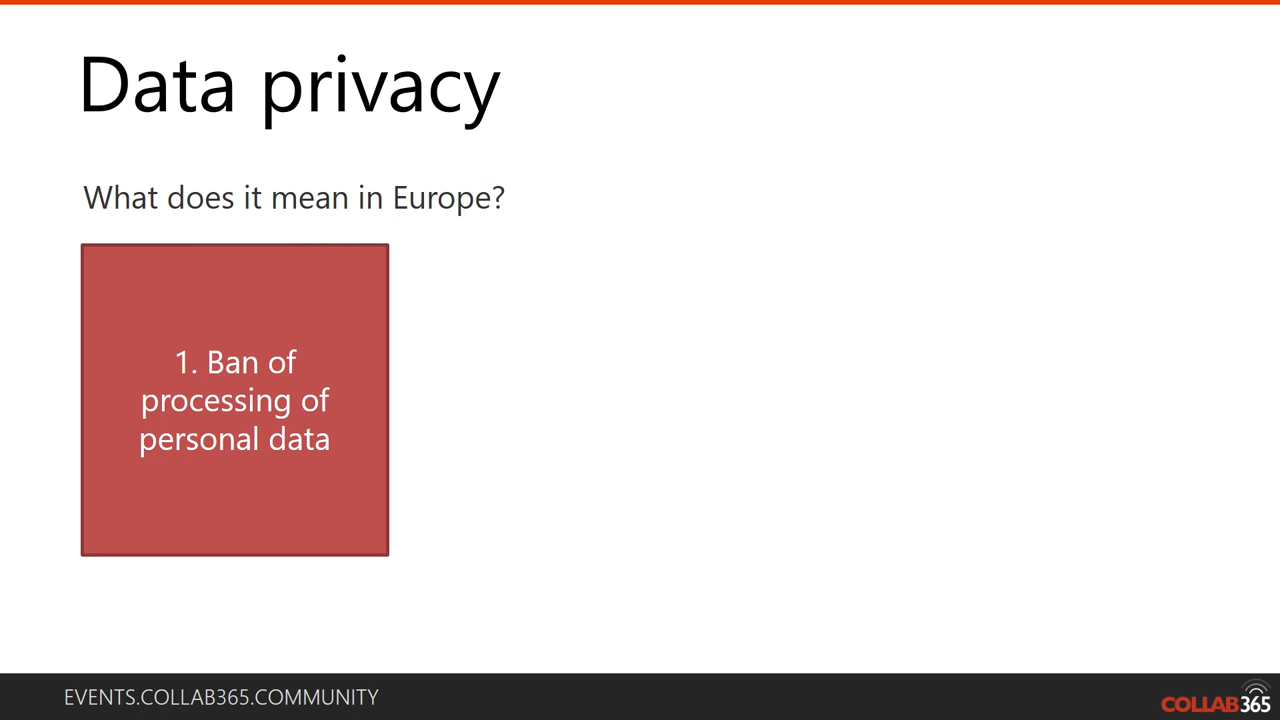 Data privacy
What does it mean in Europe?
1. Ban of
processing of
personal data
EVENTS.COLLAB365.COMMUNITY
COLLAB365